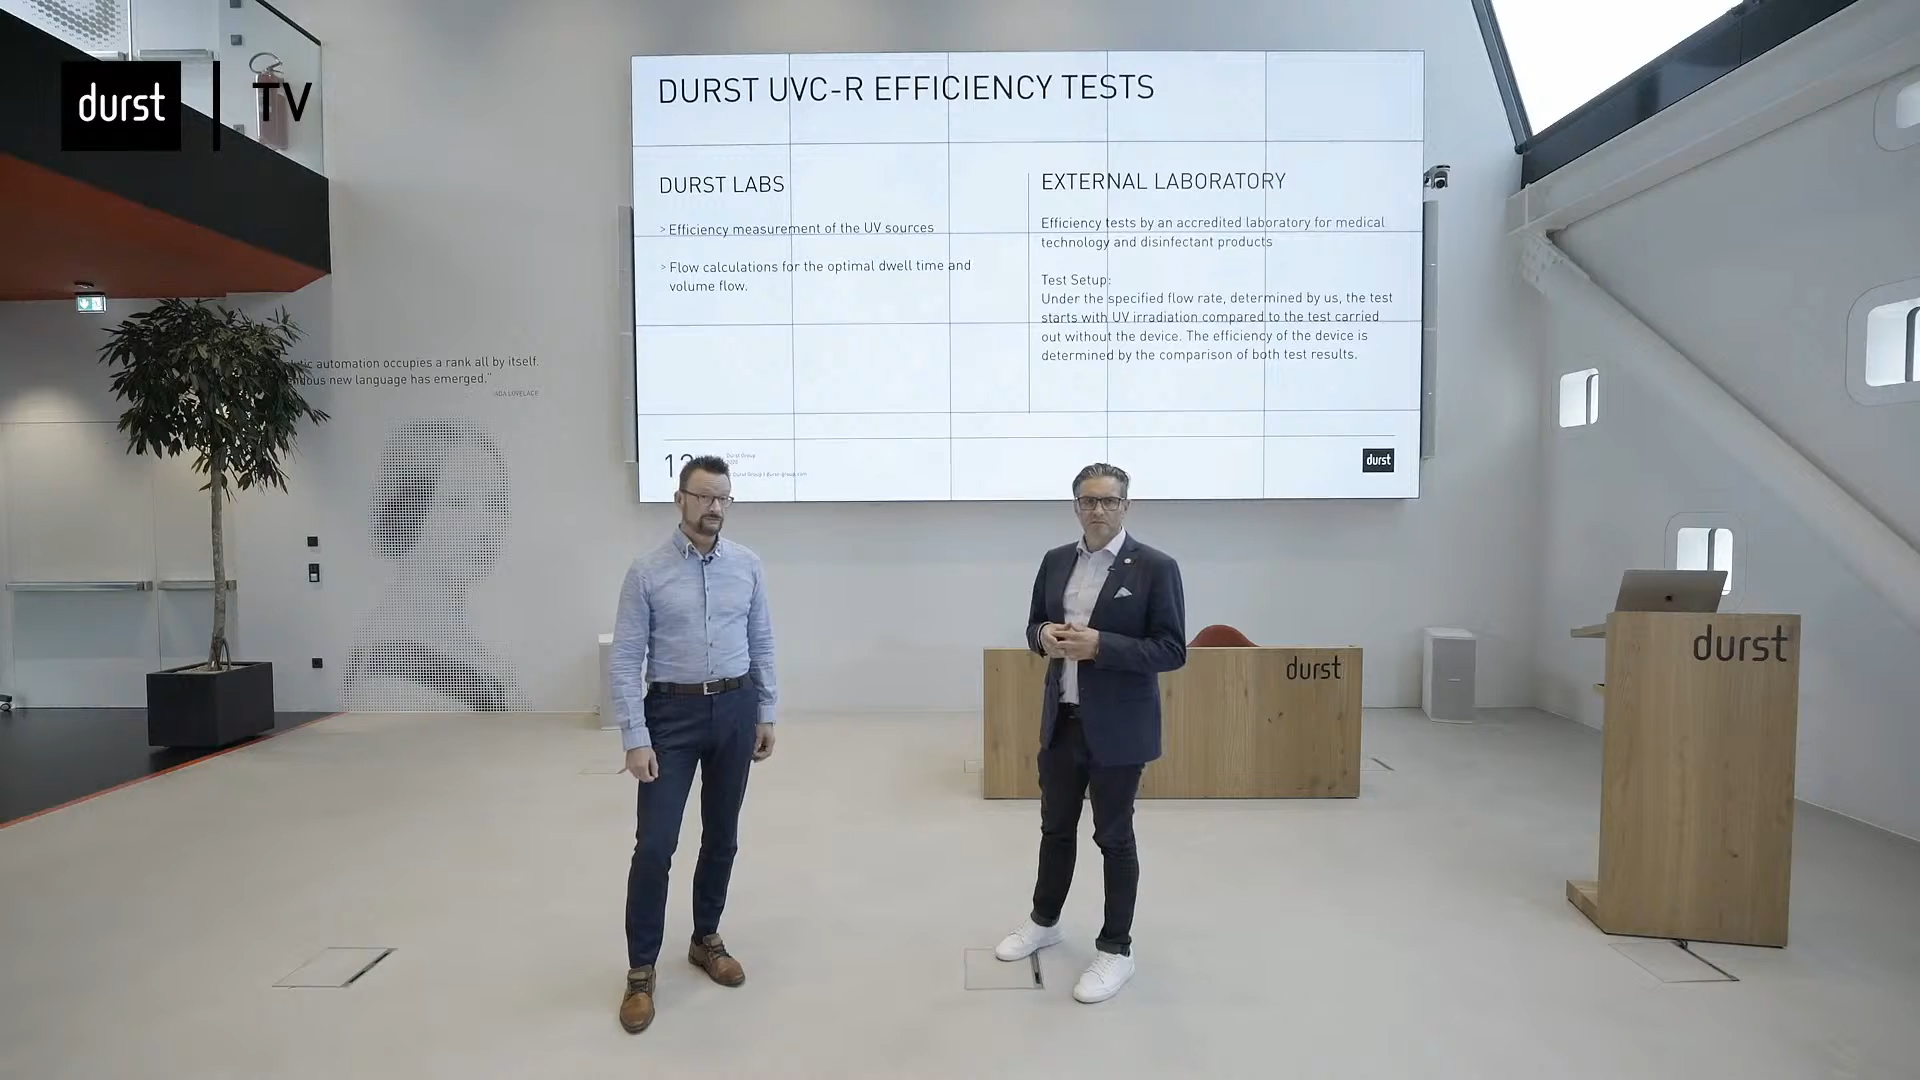 durst | TV
DURST UVC-R EFFICIENCY TESTS
DURST LABS
> Efficiency measurement of the UV sources
> Flow calculations for the optimal dwell time and
volume flow.
EXTERNAL LABORATORY
Efficiency tests by an accredited laboratory for medical
technology and disinfectant products
Test Setup:
Under the specified flow rate, determined by us, the test
starts with UV irradiation compared to the test carried
out without the device. The efficiency of the device is
determined by the comparison of both test results.
Durst Group
durst
automation occupies a rank all by itself.
new language has emerged."
ADA LOVELACE
durst
durst